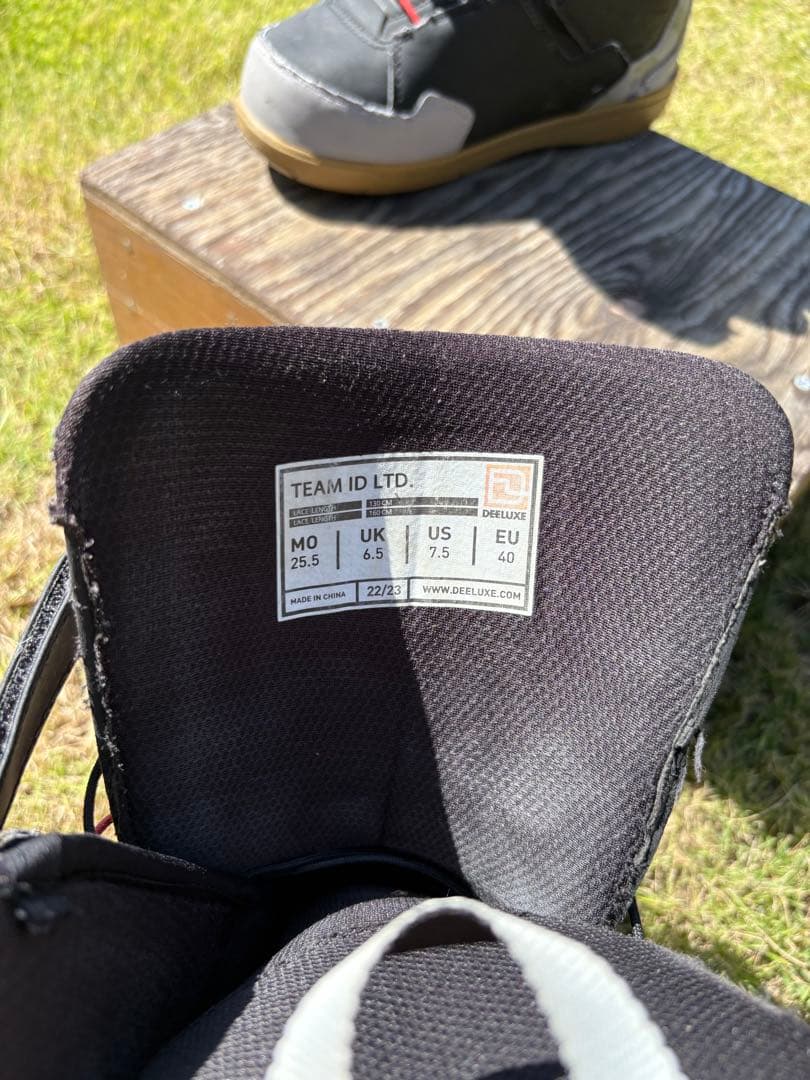 TEAM ID LTD.
DEELUXE
LACE LENGTH 130 CM
LACE LENGTH 160 CM
MO UK US EU
25.5 6.5 7.5 40
MADE IN CHINA 22/23 WWW.DEELUXE.COM